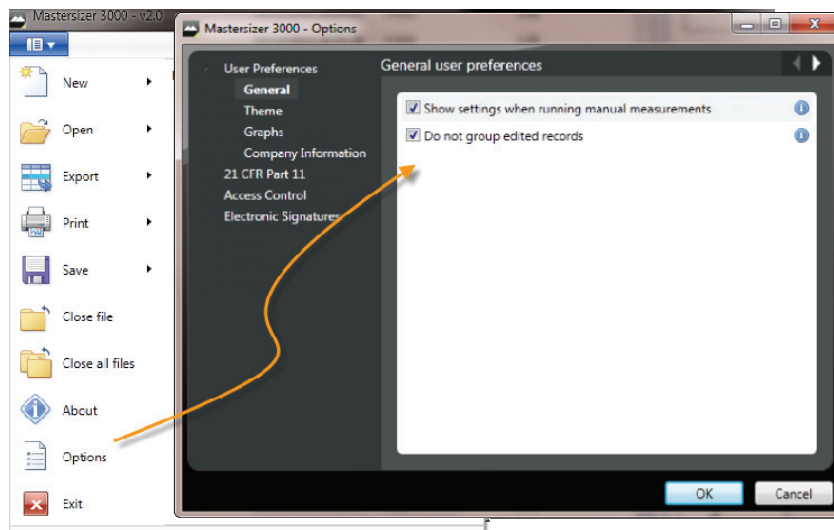 Mastersizer 3000 - v2.0
New
Open
Export
Print
Save
Close file
Close all files
About
Options
Exit
Mastersizer 3000 - Options
User Preferences
General
Theme
Graphs
Company Information
21 CFR Part 11
Access Control
Electronic Signatures
General user preferences
Show settings when running manual measurements
Do not group edited records
OK
Cancel